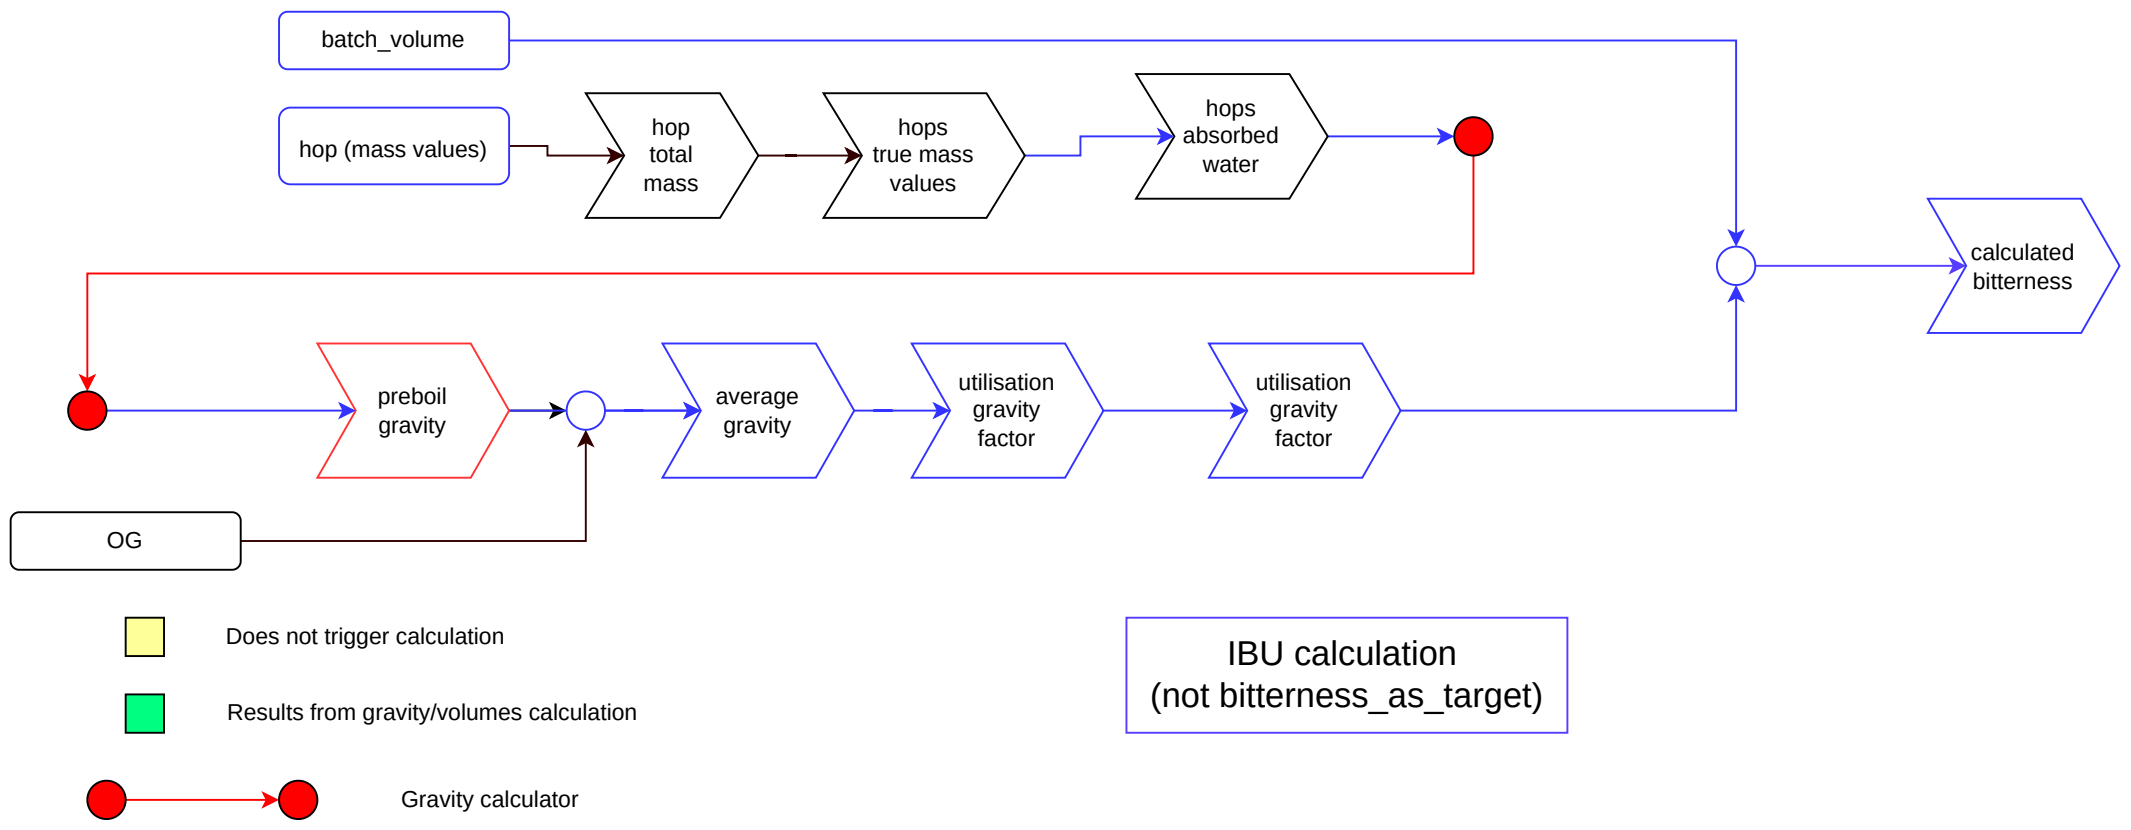 batch_volume
hop (mass values)
hop
total
mass
hops
true mass
values
hops
absorbed
water
calculated
bitterness
preboil
gravity
average
gravity
utilisation
gravity
factor
utilisation
gravity
factor
OG
Does not trigger calculation
Results from gravity/volumes calculation
Gravity calculator
IBU calculation
(not bitterness_as_target)